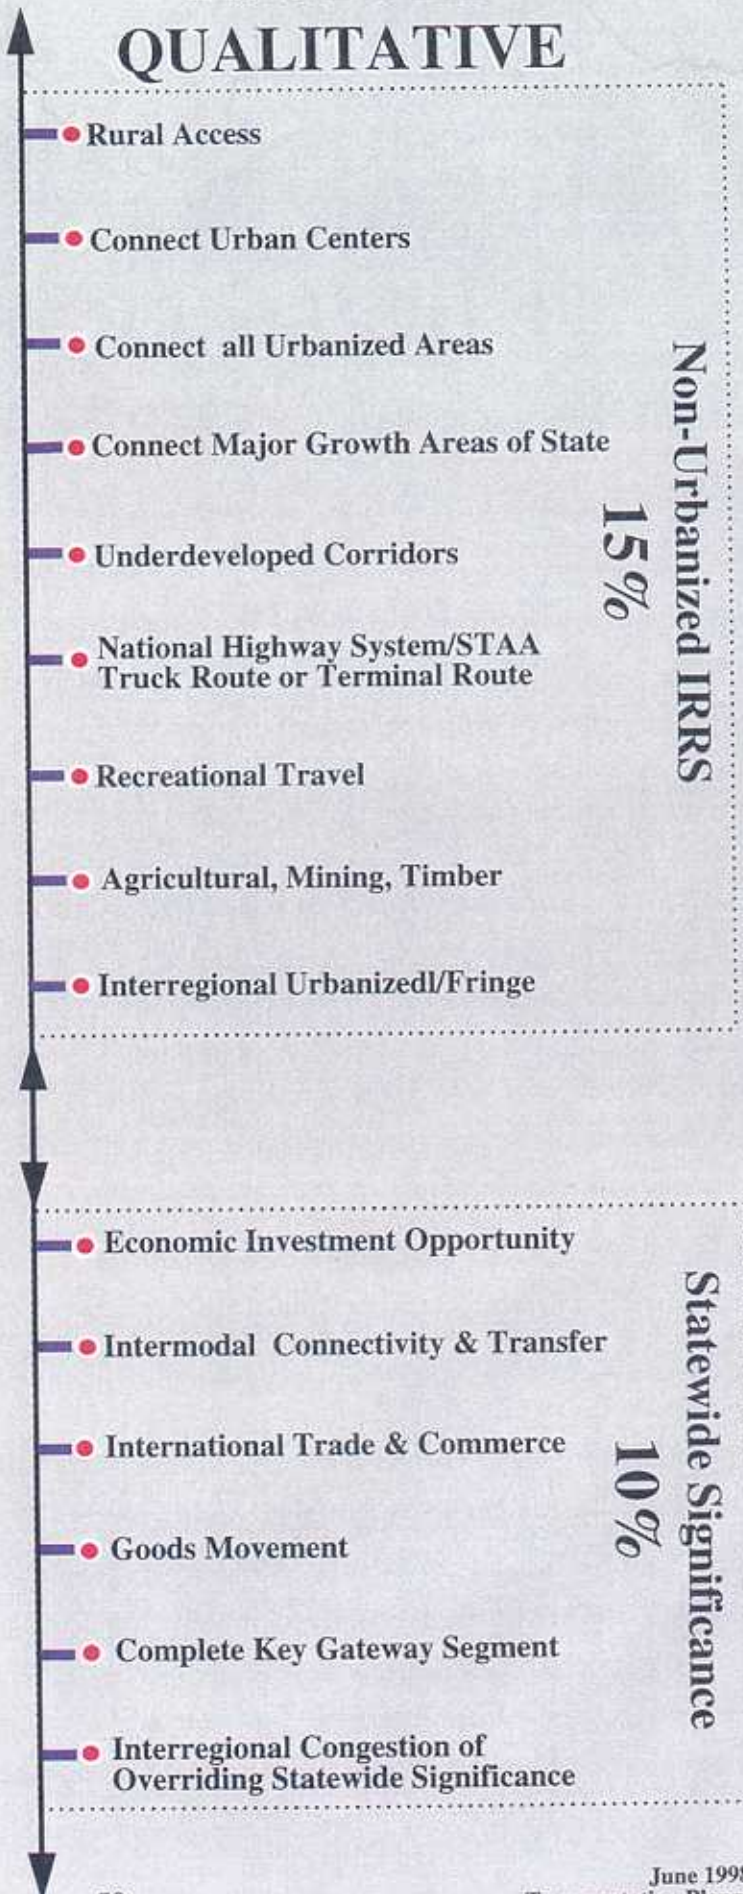 QUALITATIVE
Rural Access
Connect Urban Centers
Connect all Urbanized Areas
Connect Major Growth Areas of State
Underdeveloped Corridors
National Highway System/STAA
Truck Route or Terminal Route
Recreational Travel
Agricultural, Mining, Timber
Interregional Urbanizedl/Fringe
Non-Urbanized IRRS
15%
Economic Investment Opportunity
Intermodal Connectivity & Transfer
International Trade & Commerce
Goods Movement
Complete Key Gateway Segment
Interregional Congestion of
Overriding Statewide Significance
Statewide Significance
10%
June 1998